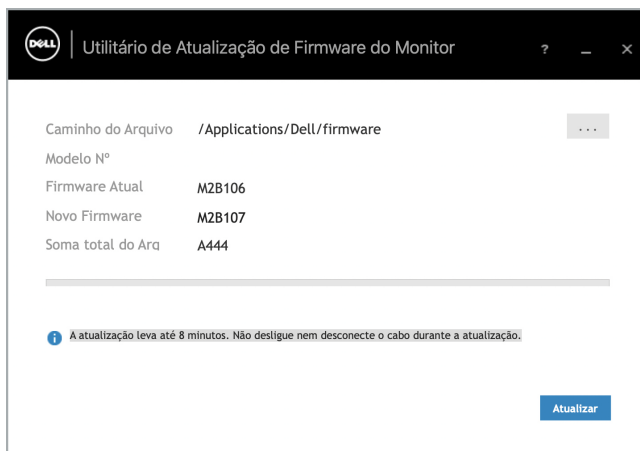 DELL Utilitário de Atualização de Firmware do Monitor ? _ ×
Caminho do Arquivo /Applications/Dell/firmware ...
Modelo Nº
Firmware Atual M2B106
Novo Firmware M2B107
Soma total do Arq A444
A atualização leva até 8 minutos. Não desligue nem desconecte o cabo durante a atualização.
Atualizar